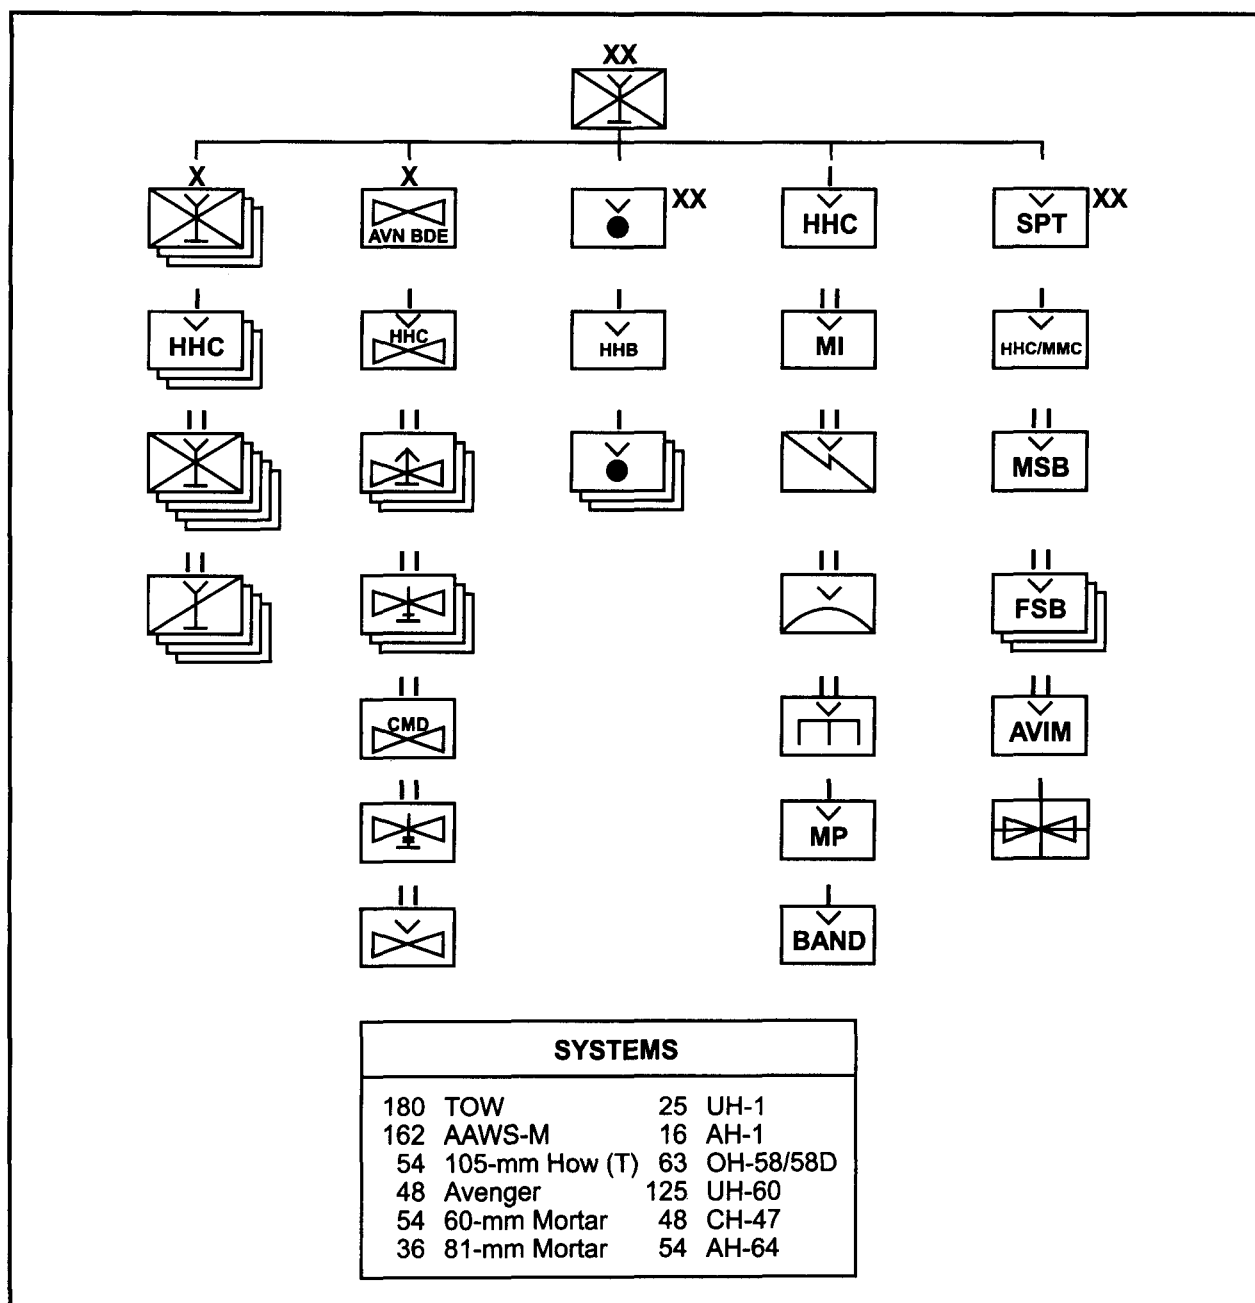 XX
X
X
XX
I
XX
AVN BDE
HHC
SPT
I
I
I
II
I
HHC
HHC
HHB
MI
HHC/MMC
II
II
I
II
II
MSB
II
II
II
II
FSB
II
II
II
CMD
AVIM
II
I
I
MP
II
I
BAND
SYSTEMS
180 TOW 25 UH-1
162 AAWS-M 16 AH-1
54 105-mm How (T) 63 OH-58/58D
48 Avenger 125 UH-60
54 60-mm Mortar 48 CH-47
36 81-mm Mortar 54 AH-64